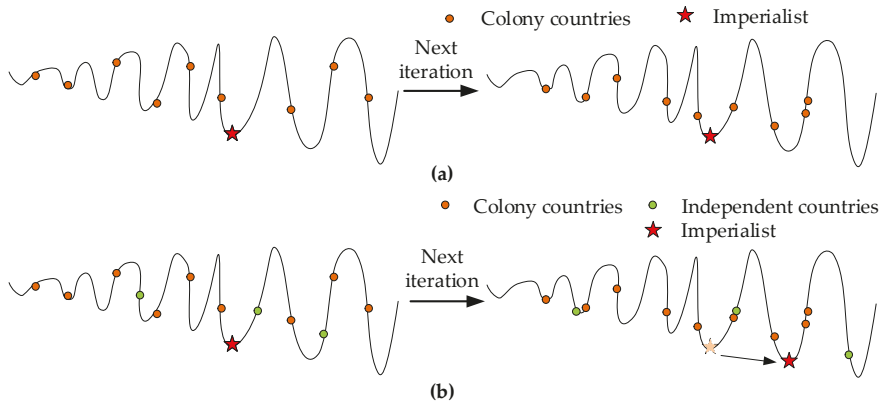 Colony countries
Imperialist
Next
iteration
(a)
Colony countries
Independent countries
Imperialist
Next
iteration
(b)